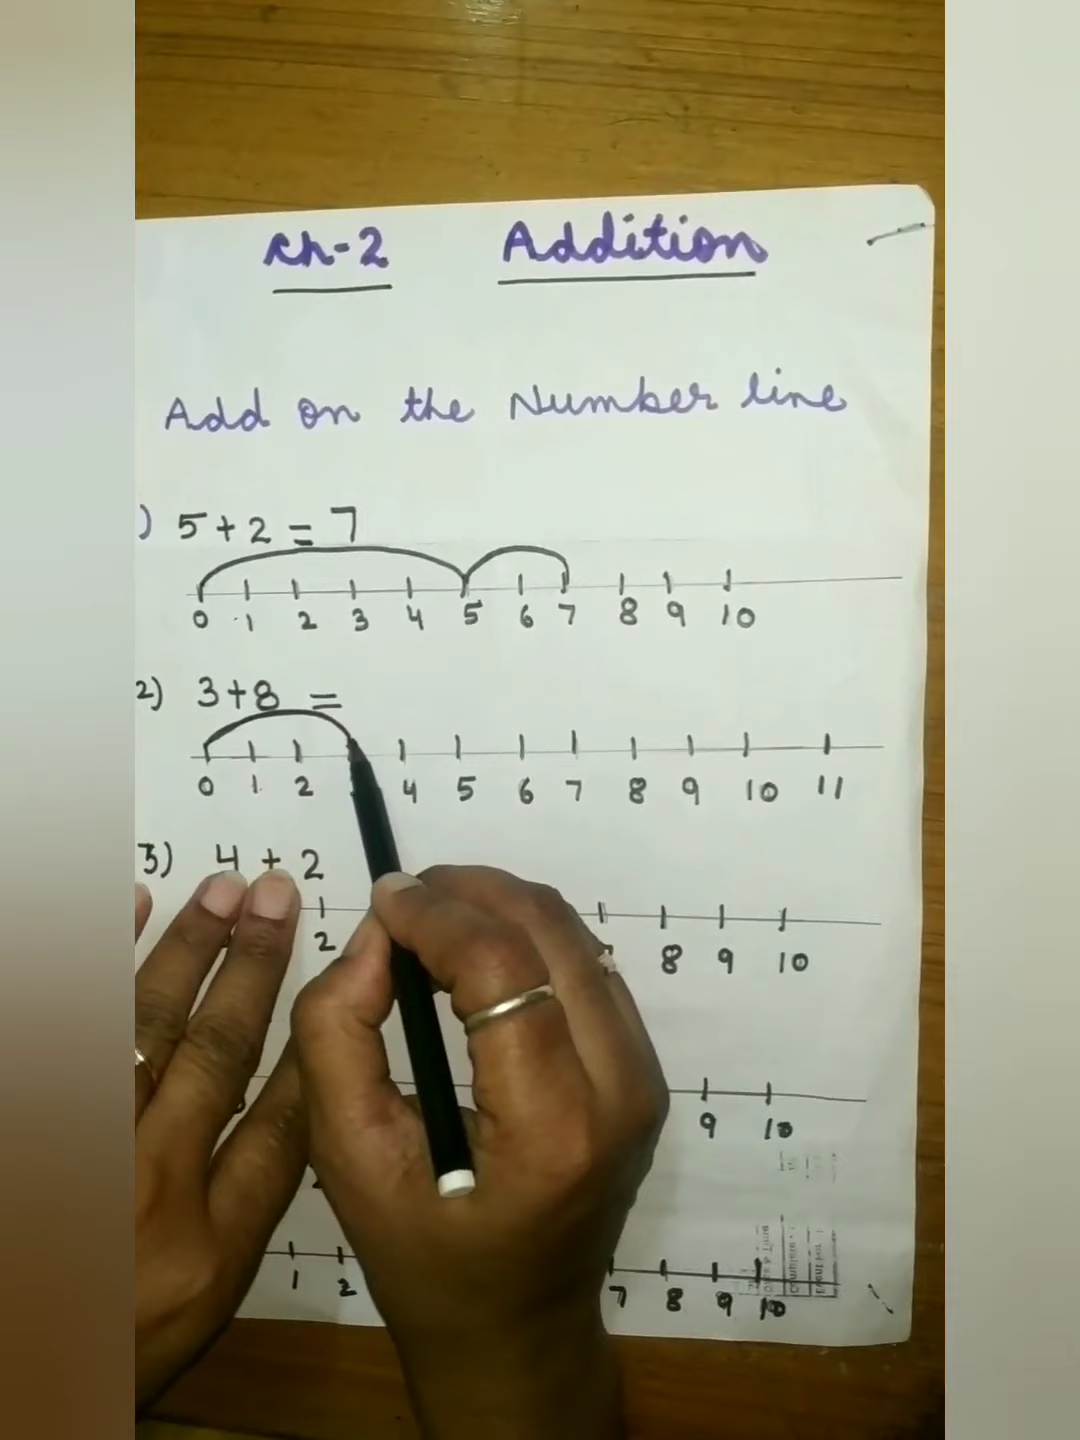 Ch-2 Addition
Add on the Number line
) 5+2=7
0 1 2 3 4 5 6 7 8 9 10
2) 3+8 =
0 1 2 4 5 6 7 8 9 10 11
3) 4+2
2 8 9 10
9 10
1 2 7 8 9 10